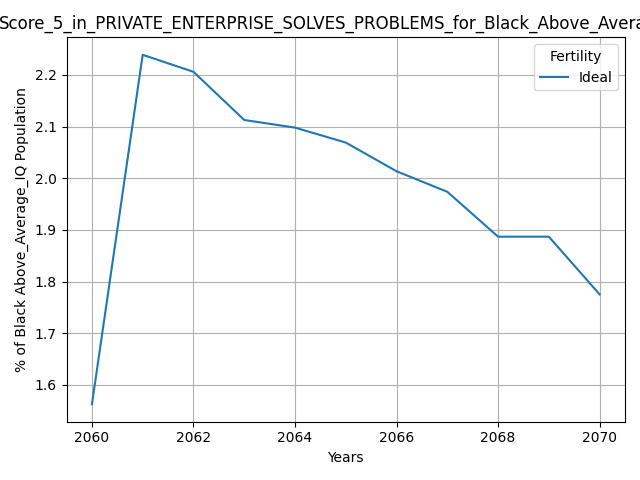 Score_5_in_PRIVATE_ENTERPRISE_SOLVES_PROBLEMS_for_Black_Above_Avera
Fertility
Ideal
% of Black Above_Average_IQ Population
2.2
2.1
2.0
1.9
1.8
1.7
1.6
2060 2062 2064 2066 2068 2070
Years